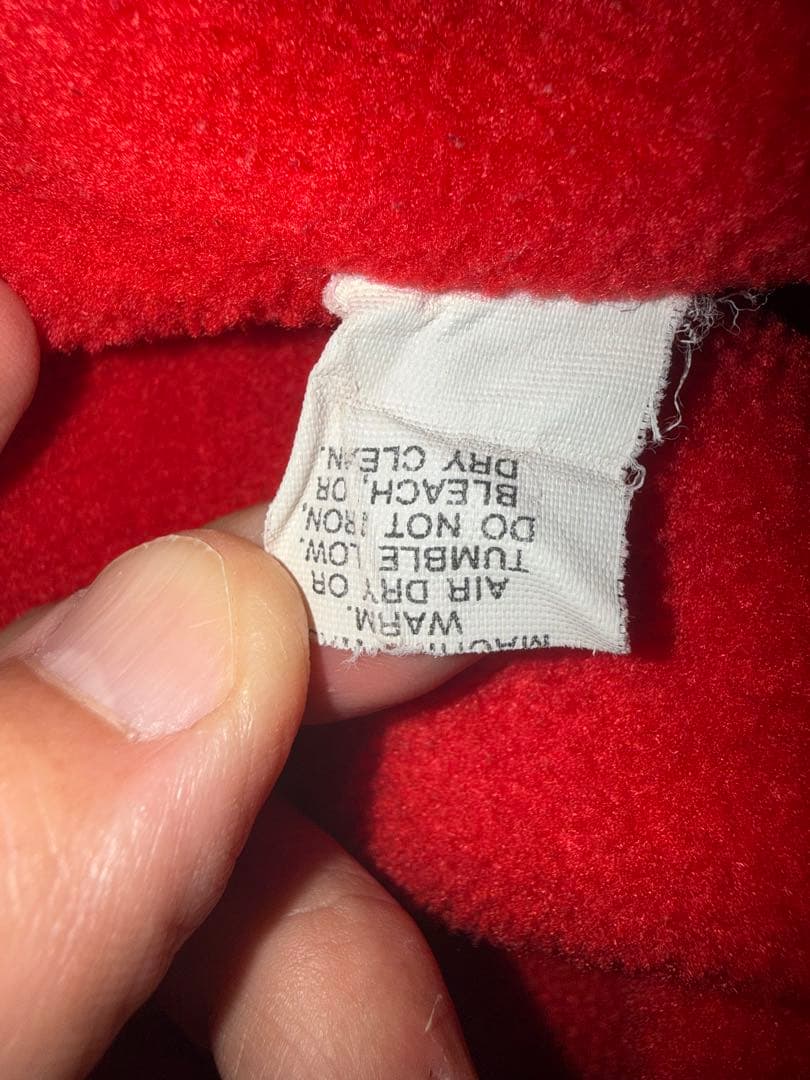 WARM.
AIR DRY OR
TUMBLE LOW.
DO NOT IRON,
BLEACH, OR
DRY CLEAN.